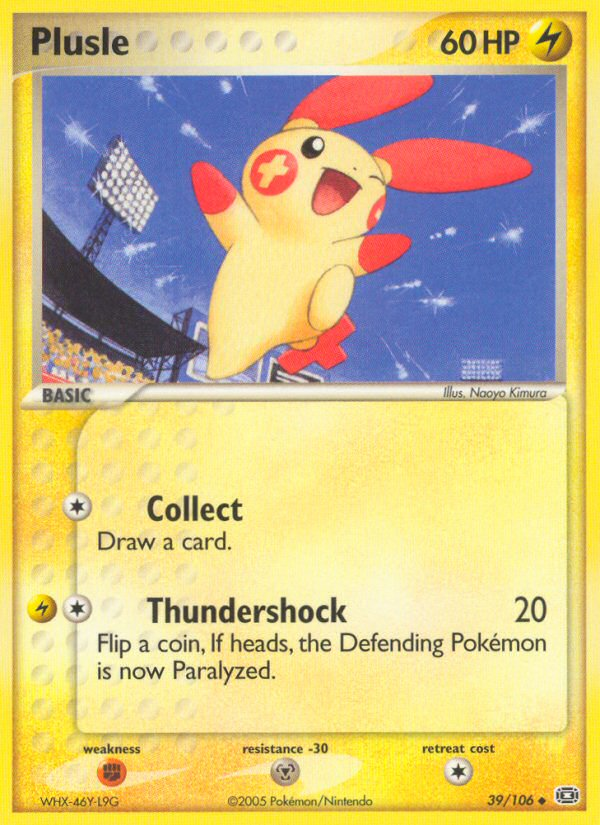 Plusle
60 HP
BASIC
Illus. Naoyo Kimura
Collect
Draw a card.
Thundershock 20
Flip a coin, If heads, the Defending Pokémon
is now Paralyzed.
weakness resistance -30 retreat cost
WHX-46Y-L9G ©2005 Pokémon/Nintendo 39/106